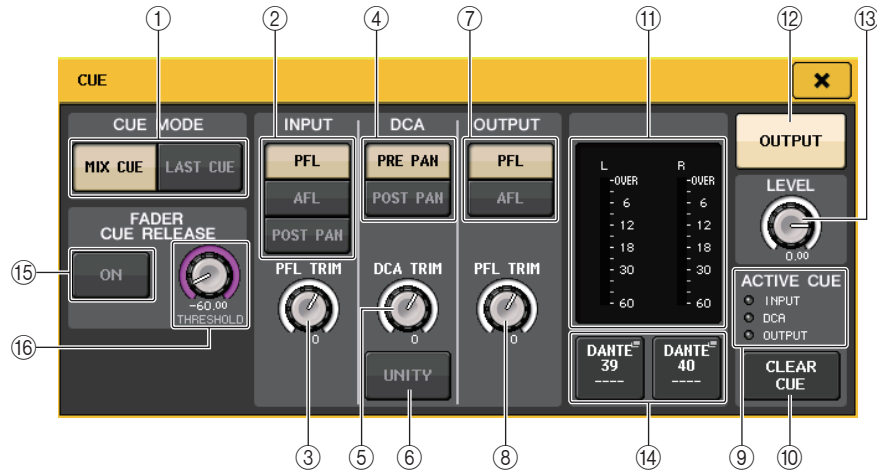 ① ② ④ ⑦ ⑪ ⑫ ⑬
CUE
CUE MODE
MIX CUE LAST CUE
FADER
CUE RELEASE
ON
-60.00
THRESHOLD
⑮
⑯
INPUT
PFL
AFL
POST PAN
PFL TRIM
0
DCA
PRE PAN
POST PAN
DCA TRIM
0
UNITY
OUTPUT
PFL
AFL
PFL TRIM
0
L R
-OVER -OVER
- 6 - 6
- 12 - 12
- 18 - 18
- 30 - 30
- 60 - 60
DANTE DANTE
39 40
---- ----
OUTPUT
LEVEL
0.00
ACTIVE CUE
INPUT
DCA
OUTPUT
CLEAR
CUE
③ ⑤ ⑥ ⑧ ⑭ ⑨ ⑩